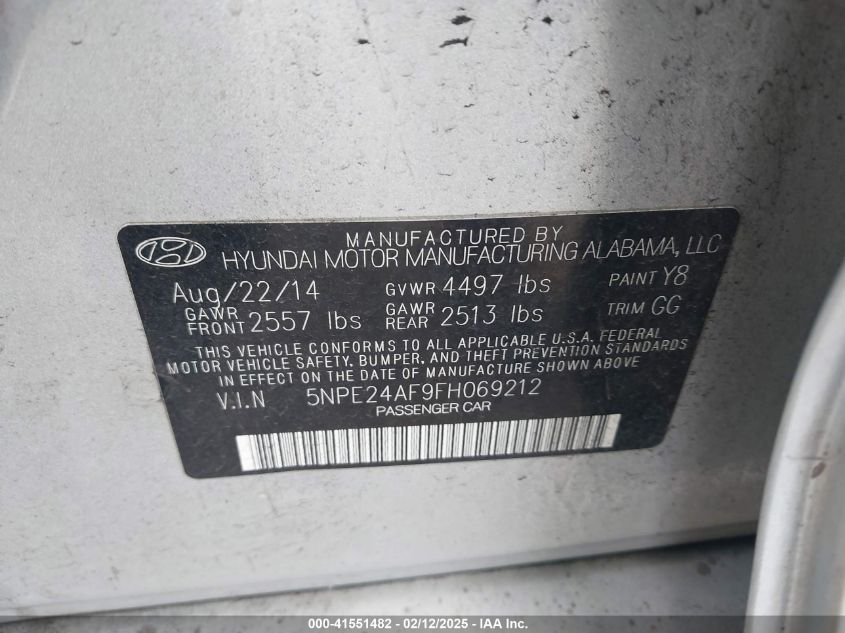 MANUFACTURED BY
HYUNDAI MOTOR MANUFACTURING ALABAMA, LLC
Aug/22/14 GVWR 4497 lbs PAINT Y8
GAWR FRONT 2557 lbs GAWR REAR 2513 lbs TRIM GG
THIS VEHICLE CONFORMS TO ALL APPLICABLE U.S.A. FEDERAL
MOTOR VEHICLE SAFETY, BUMPER, AND THEFT PREVENTION STANDARDS
IN EFFECT ON THE DATE OF MANUFACTURE SHOWN ABOVE
V.I.N 5NPE24AF9FH069212
PASSENGER CAR
000-41551482 - 02/12/2025 - IAA Inc.